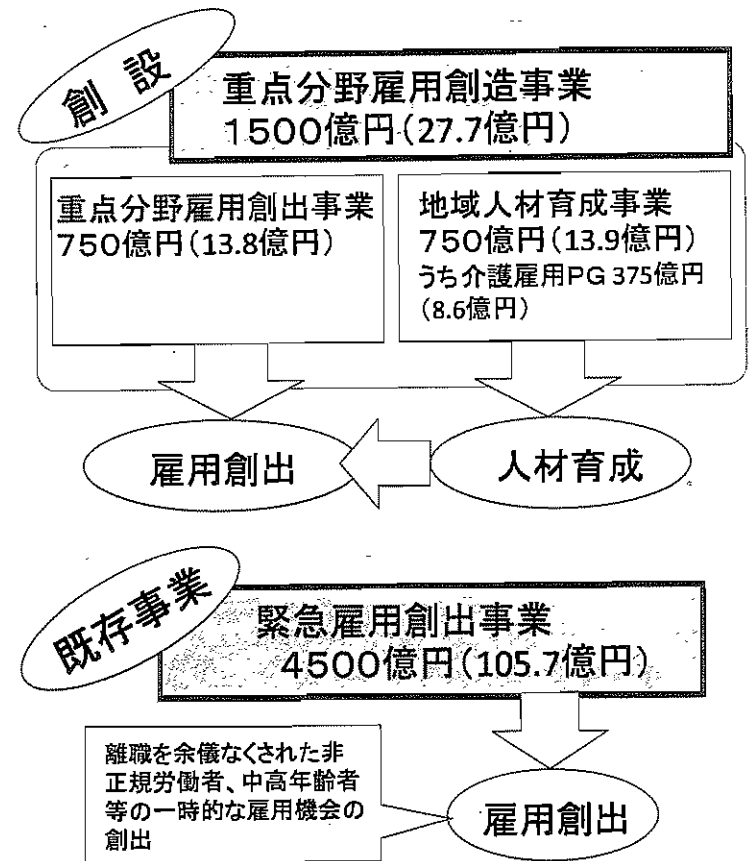 創設
重点分野雇用創造事業
1500億円(27.7億円)
重点分野雇用創出事業
750億円(13.8億円)
地域人材育成事業
750億円(13.9億円)
うち介護雇用PG 375億円
(8.6億円)
雇用創出
人材育成
既存事業
緊急雇用創出事業
4500億円(105.7億円)
離職を余儀なくされた非
正規労働者、中高年齢者
等の一時的な雇用機会の
創出
雇用創出